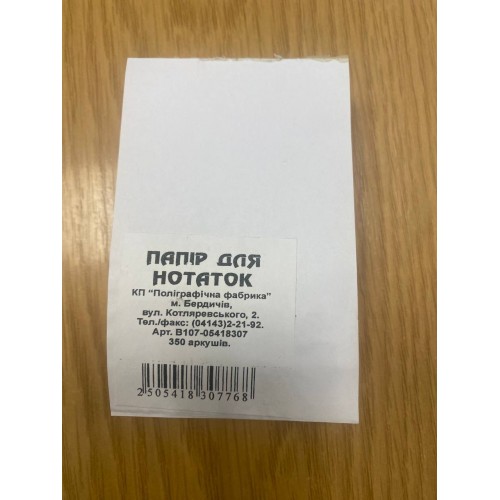 ПАПІР ДЛЯ
НОТАТОК
КП "Поліграфічна фабрика"
м. Бердичів,
вул. Котляревського, 2.
Тел./факс: (04143)2-21-92.
Арт. В107-05418307
350 аркушів.
2505418307768